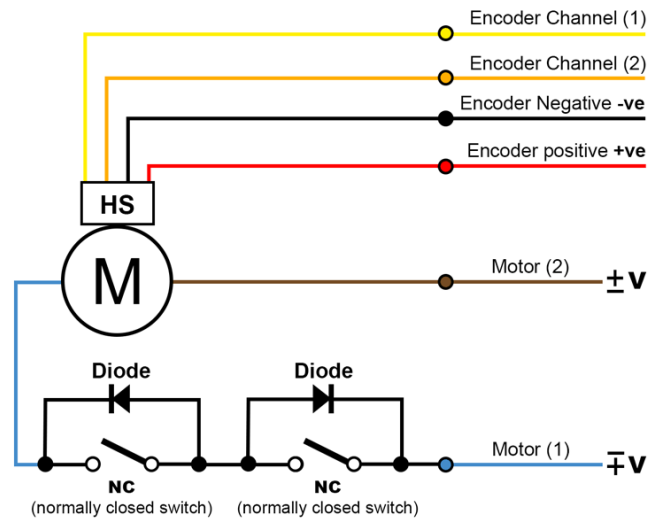 Encoder Channel (1)
Encoder Channel (2)
Encoder Negative -ve
Encoder positive +ve
HS
M
Motor (2)
±V
Diode
Diode
Motor (1)
∓V
NC
NC
(normally closed switch)
(normally closed switch)